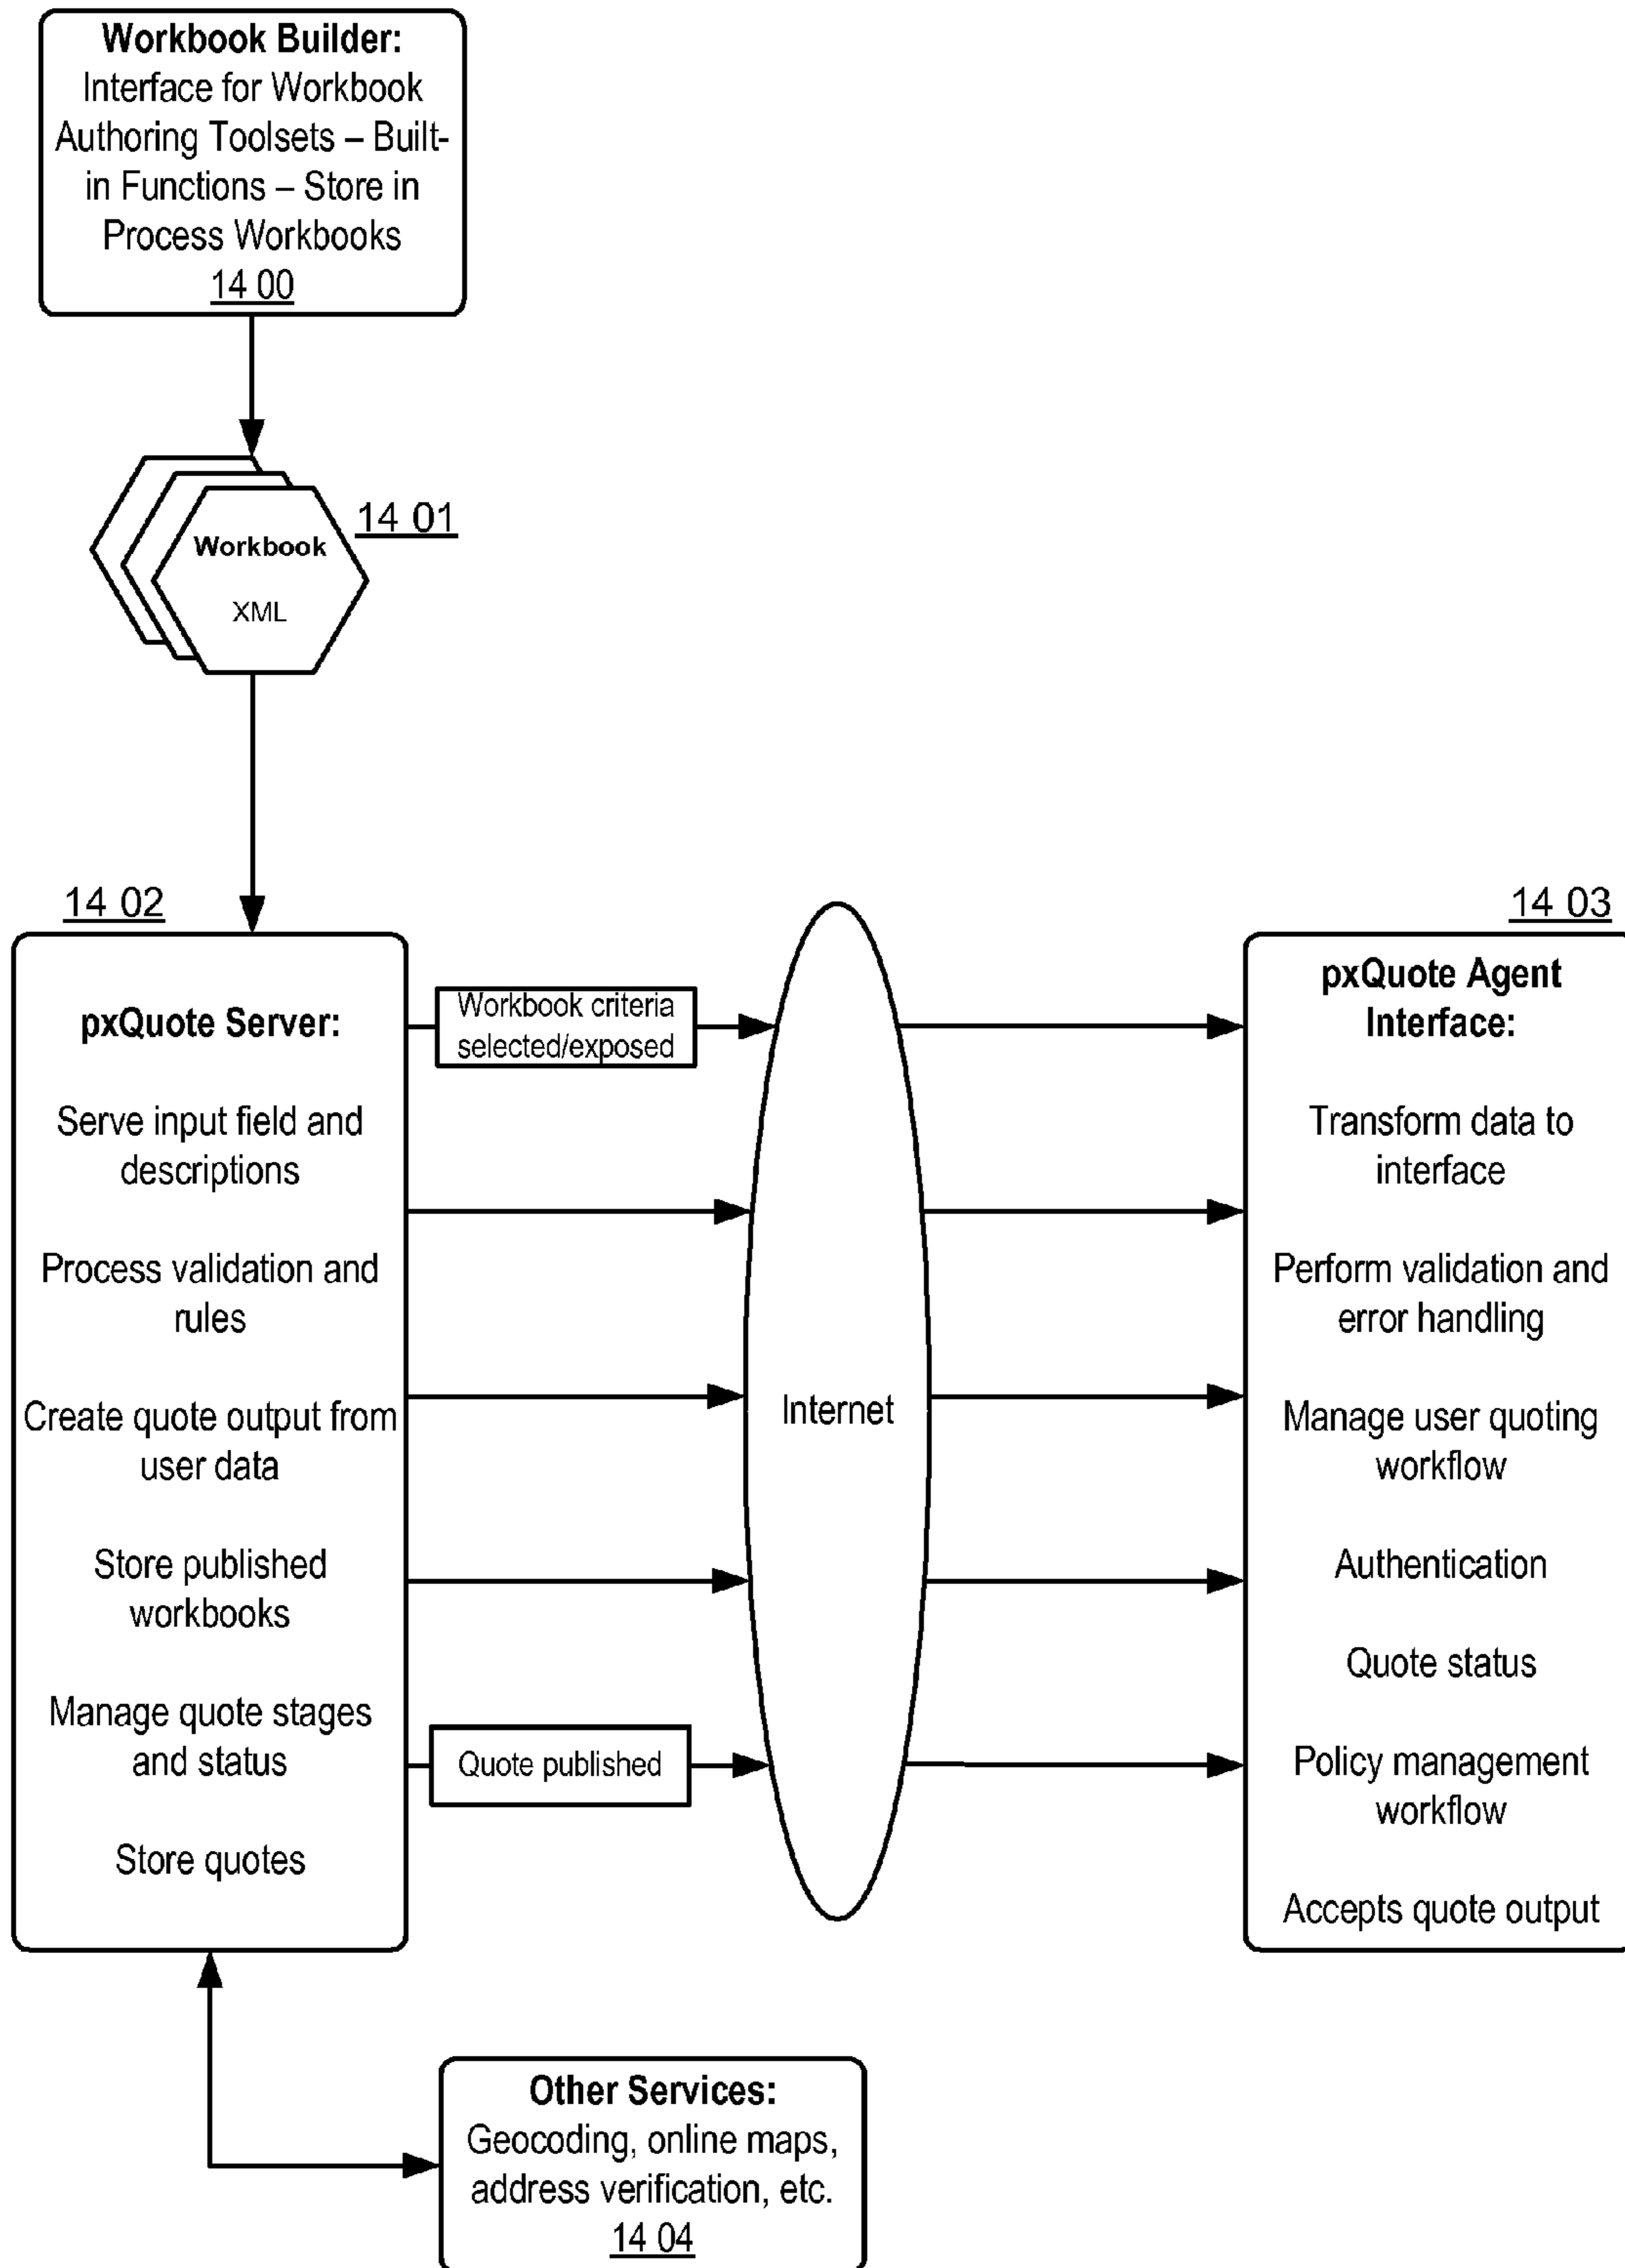 Workbook Builder:
Interface for Workbook
Authoring Toolsets – Built-
in Functions – Store in
Process Workbooks
14 00
14 01
Workbook
XML
14 02
pxQuote Server:
Serve input field and
descriptions
Process validation and
rules
Create quote output from
user data
Store published
workbooks
Manage quote stages
and status
Store quotes
Workbook criteria
selected/exposed
Quote published
Internet
14 03
pxQuote Agent
Interface:
Transform data to
interface
Perform validation and
error handling
Manage user quoting
workflow
Authentication
Quote status
Policy management
workflow
Accepts quote output
Other Services:
Geocoding, online maps,
address verification, etc.
14 04